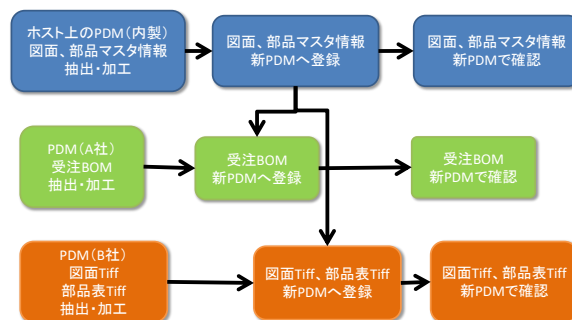 ホスト上のPDM(内製)
図面、部品マスタ情報
抽出・加工
図面、部品マスタ情報
新PDMへ登録
図面、部品マスタ情報
新PDMで確認
PDM(A社)
受注BOM
抽出・加工
受注BOM
新PDMへ登録
受注BOM
新PDMで確認
PDM(B社)
図面Tiff
部品表Tiff
抽出・加工
図面Tiff、部品表Tiff
新PDMへ登録
図面Tiff、部品表Tiff
新PDMで確認